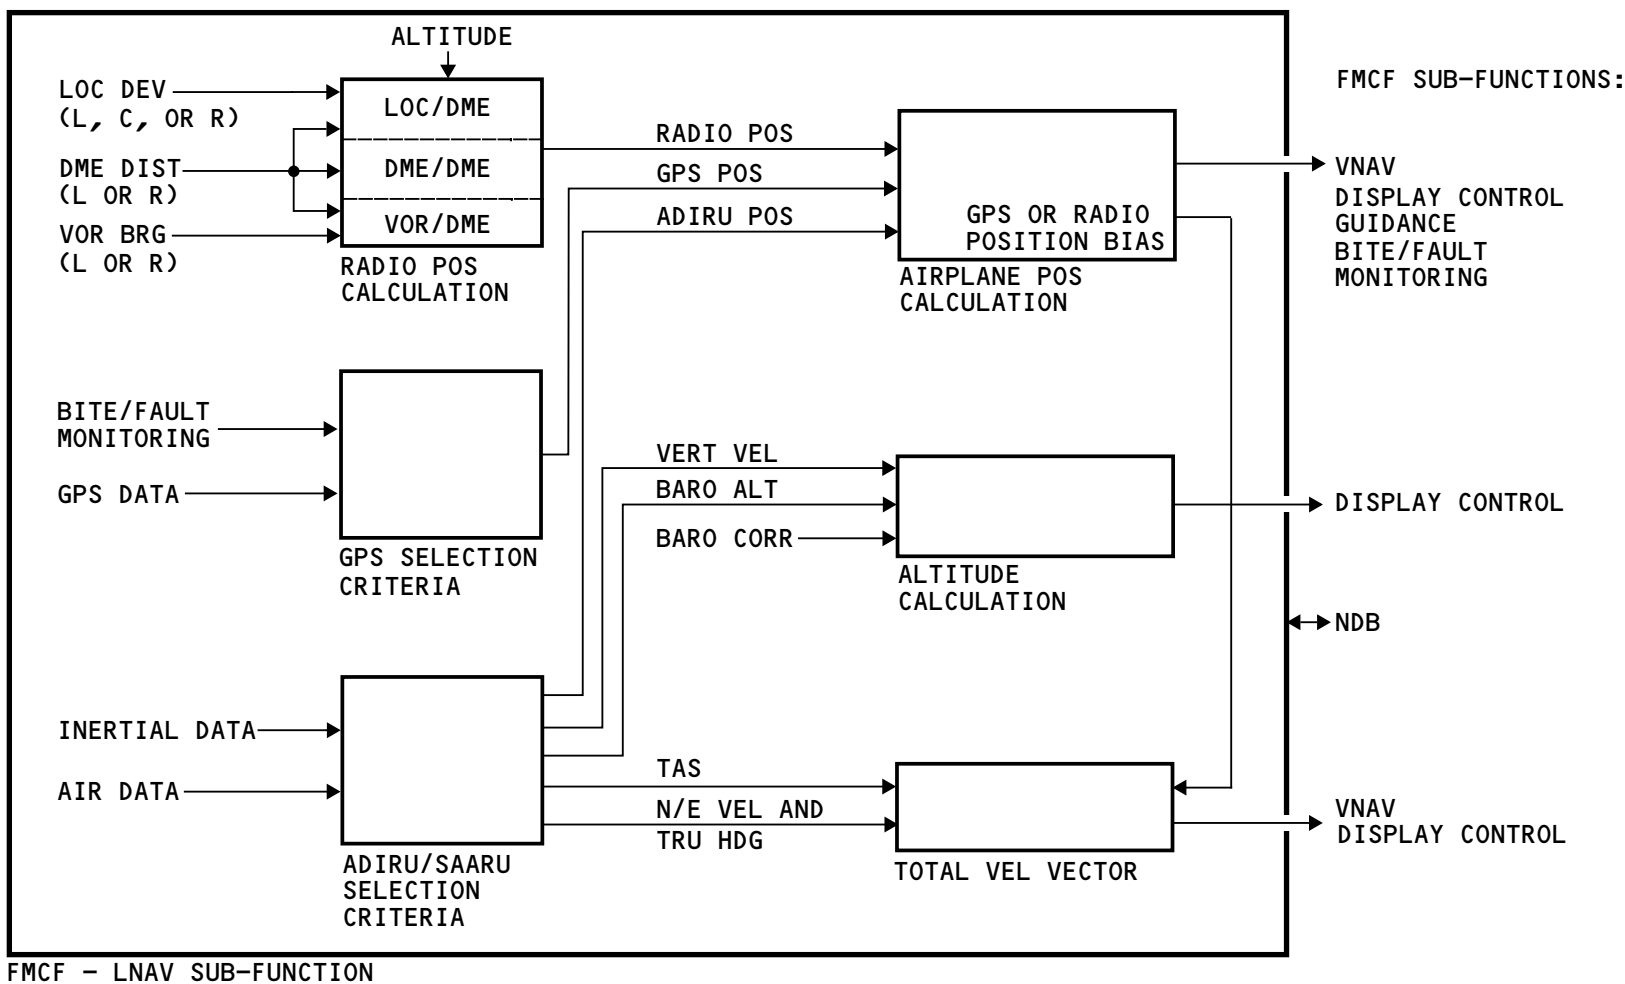 ALTITUDE
LOC DEV
(L, C, OR R)
DME DIST
(L OR R)
VOR BRG
(L OR R)
LOC/DME
DME/DME
VOR/DME
RADIO POS
CALCULATION
RADIO POS
GPS POS
ADIRU POS
GPS OR RADIO
POSITION BIAS
AIRPLANE POS
CALCULATION
FMCF SUB-FUNCTIONS:
VNAV
DISPLAY CONTROL
GUIDANCE
BITE/FAULT
MONITORING
BITE/FAULT
MONITORING
GPS DATA
GPS SELECTION
CRITERIA
VERT VEL
BARO ALT
BARO CORR
ALTITUDE
CALCULATION
DISPLAY CONTROL
NDB
INERTIAL DATA
AIR DATA
ADIRU/SAARU
SELECTION
CRITERIA
TAS
N/E VEL AND
TRU HDG
TOTAL VEL VECTOR
VNAV
DISPLAY CONTROL
FMCF - LNAV SUB-FUNCTION